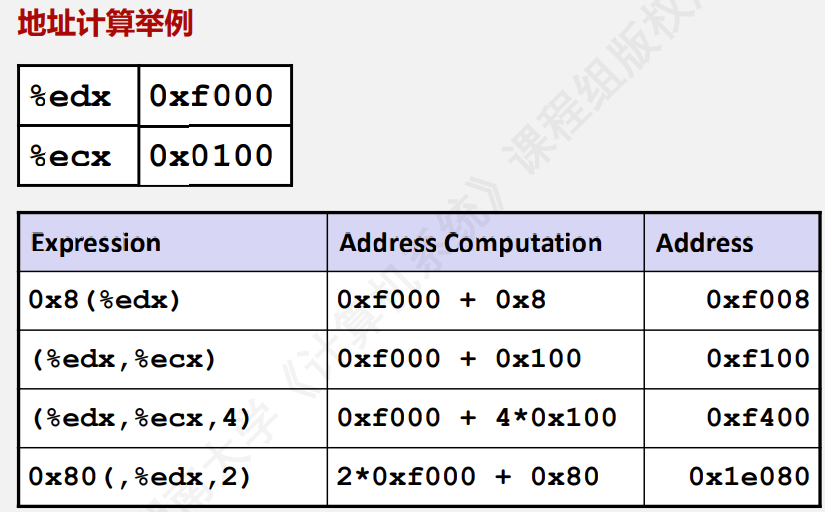 地址计算举例
%edx 0xf000
%ecx 0x0100
Expression Address Computation Address
0x8(%edx) 0xf000 + 0x8 0xf008
(%edx,%ecx) 0xf000 + 0x100 0xf100
(%edx,%ecx,4) 0xf000 + 4*0x100 0xf400
0x80(,%edx,2) 2*0xf000 + 0x80 0x1e080
南大学《计算机系统》课程组版权